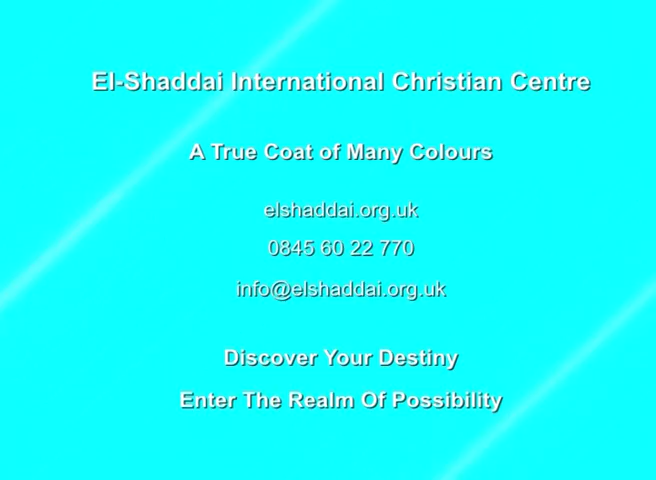 El-Shaddai International Christian Centre
A True Coat of Many Colours
elshaddai.org.uk
0845 60 22 770
info@elshaddai.org.uk
Discover Your Destiny
Enter The Realm Of Possibility